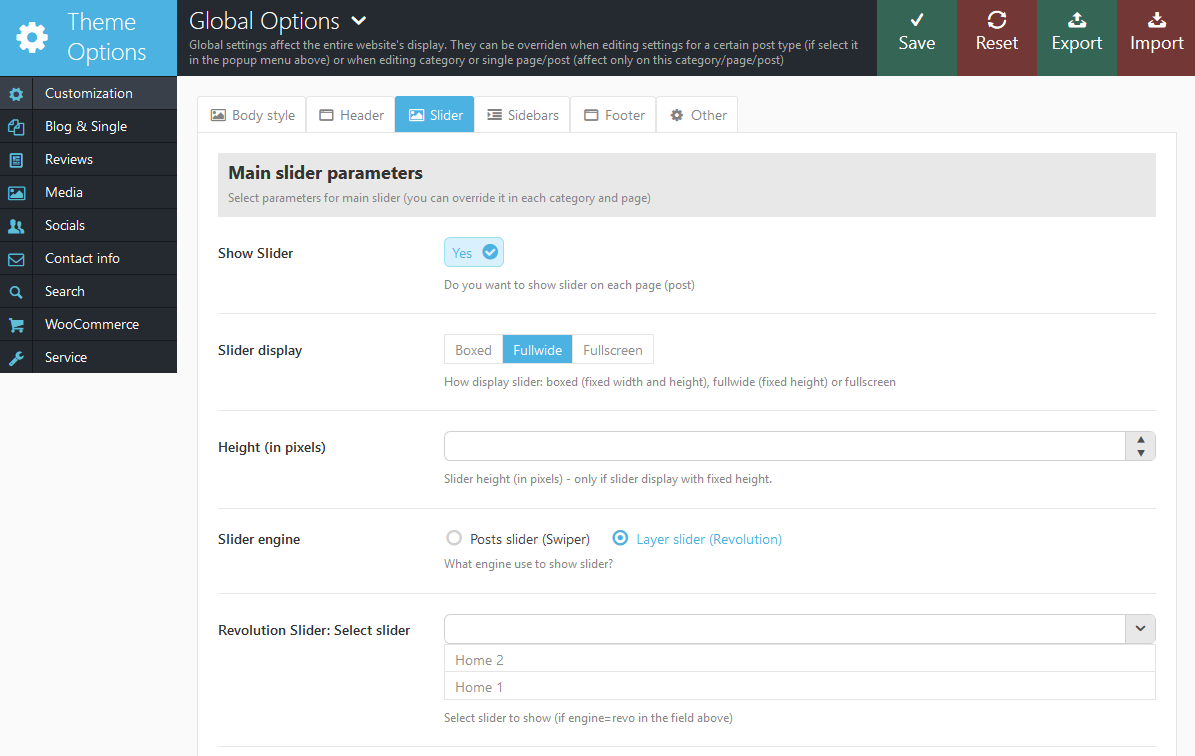 Theme
Options
Global Options
Global settings affect the entire website's display. They can be overriden when editing settings for a certain post type (if select it
in the popup menu above) or when editing category or single page/post (affect only on this category/page/post)
Save
Reset
Export
Import
Customization
Blog & Single
Reviews
Media
Socials
Contact info
Search
WooCommerce
Service
Body style
Header
Slider
Sidebars
Footer
Other
Main slider parameters
Select parameters for main slider (you can override it in each category and page)
Show Slider
Yes
Do you want to show slider on each page (post)
Slider display
Boxed
Fullwide
Fullscreen
How display slider: boxed (fixed width and height), fullwide (fixed height) or fullscreen
Height (in pixels)
Slider height (in pixels) - only if slider display with fixed height.
Slider engine
Posts slider (Swiper)
Layer slider (Revolution)
What engine use to show slider?
Revolution Slider: Select slider
Home 2
Home 1
Select slider to show (if engine=revo in the field above)